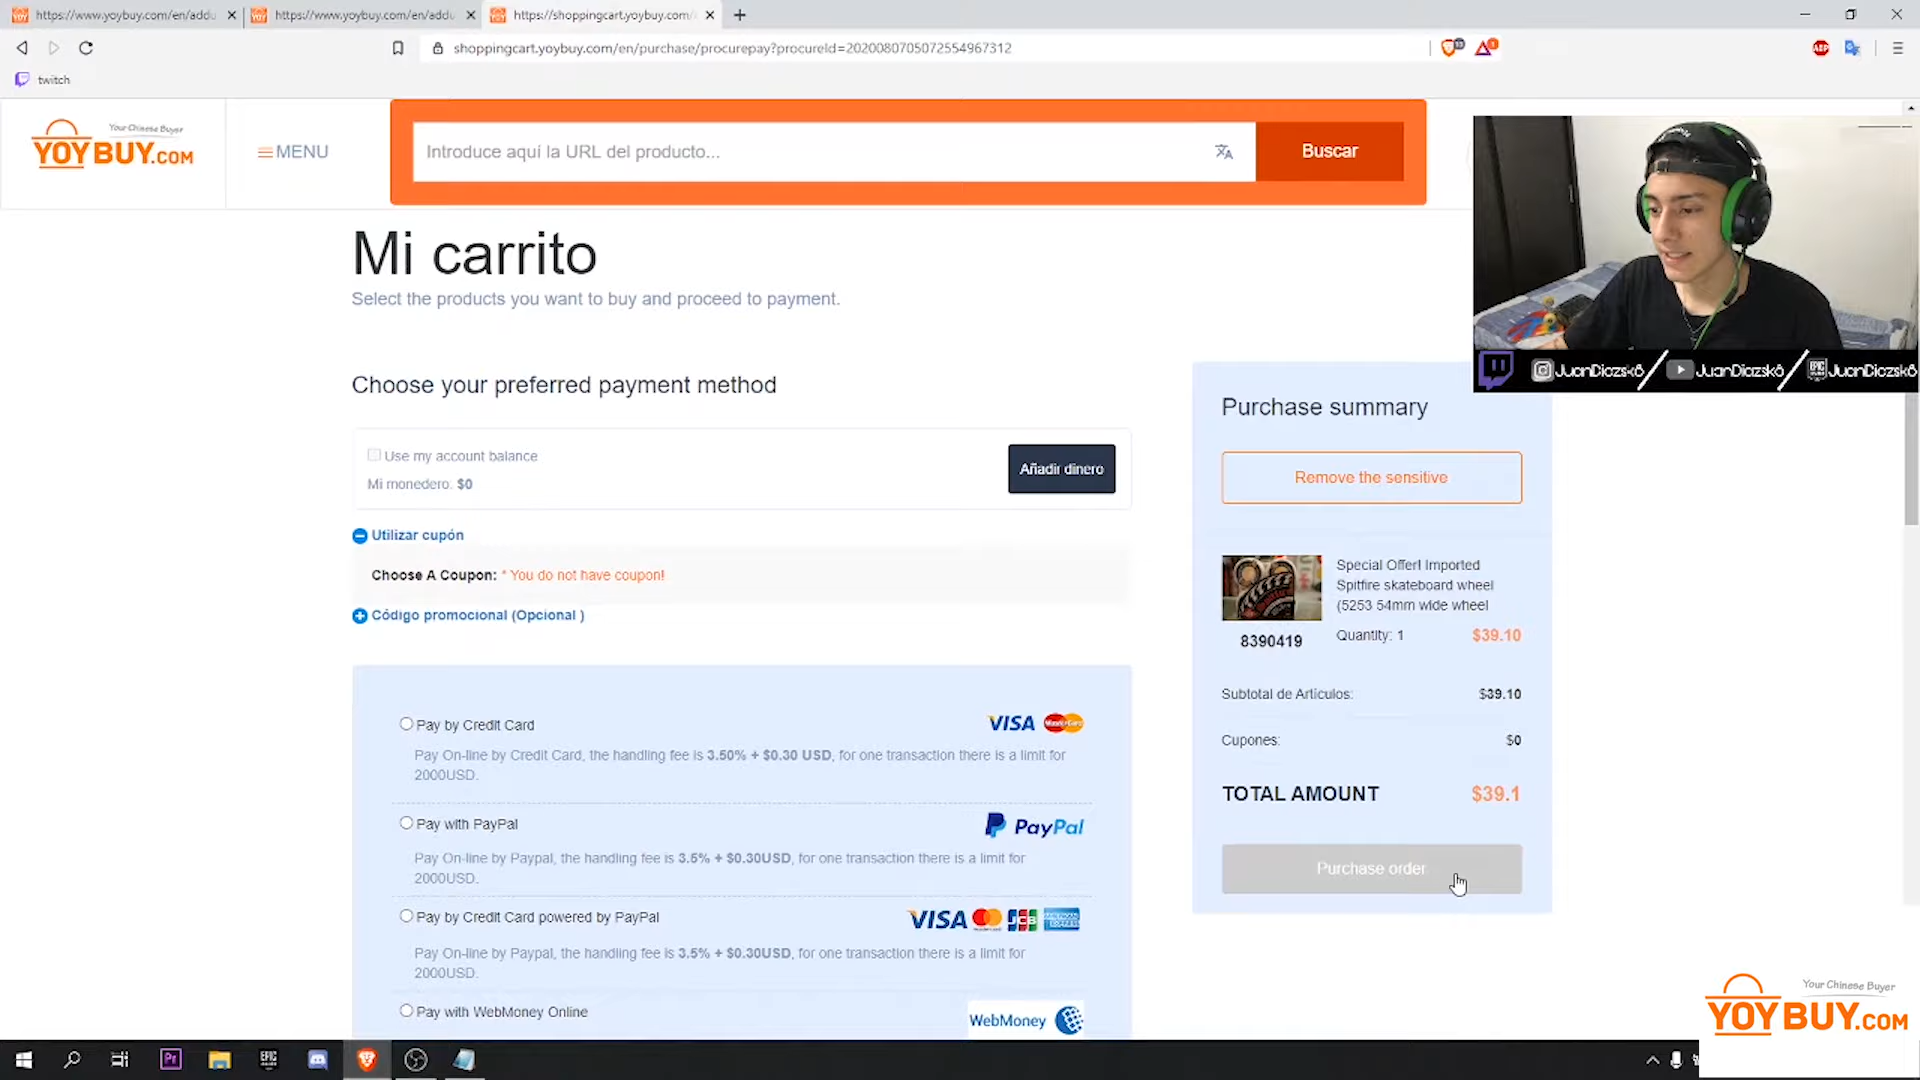 https://www.yoybuy.com/en/addu
https://www.yoybuy.com/en/addu
https://shoppingcart.yoybuy.com/
shoppingcart.yoybuy.com/en/purchase/procurepay?procureId=2020080705072554967312
twitch
Your Chinese Buyer
YOYBUY.COM
MENU
Introduce aquí la URL del producto...
Buscar
Mi carrito
Select the products you want to buy and proceed to payment.
JuanDiazsk8
JuanDiazsk8
JuanDiazsk8
Choose your preferred payment method
Use my account balance
Mi monedero. $0
Añadir dinero
Utilizar cupón
Choose A Coupon: * You do not have coupon!
Código promocional (Opcional )
Pay by Credit Card
VISA MasterCard
Pay On-line by Credit Card, the handling fee is 3.50% + $0.30 USD, for one transaction there is a limit for
2000USD.
Pay with PayPal
PayPal
Pay On-line by Paypal, the handling fee is 3.5% + $0.30USD, for one transaction there is a limit for
2000USD.
Pay by Credit Card powered by PayPal
VISA JCB
Pay On-line by Paypal, the handling fee is 3.5% + $0.30USD, for one transaction there is a limit for
2000USD.
Pay with WebMoney Online
WebMoney
Purchase summary
Remove the sensitive
Special Offer! Imported
Spitfire skateboard wheel
(5253 54mm wide wheel
8390419
Quantity: 1 $39.10
Subtotal de Artículos: $39.10
Cupones: $0
TOTAL AMOUNT $39.1
Purchase order
Your Chinese Buyer
YOYBUY.COM
Pr
EPIC
ABP